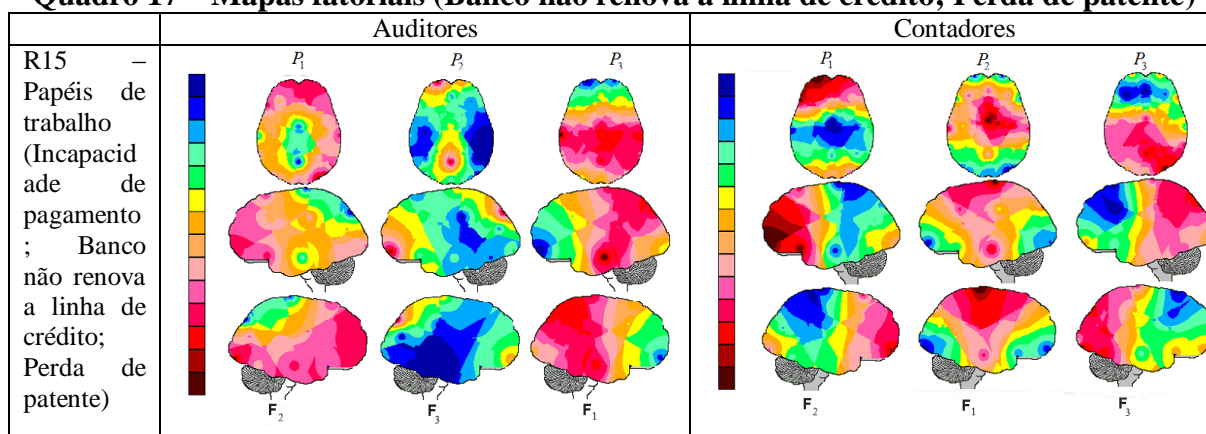 Quadro 17 – Mapas fatoriais (Banco não renova a linha de crédito; Perda de patente)
Auditores
Contadores
R15 –
Papéis de
trabalho
(Incapacid
ade de
pagamento
; Banco
não renova
a linha de
crédito;
Perda de
patente)
P1 P2 P3
F2 F3 F1
P1 P2 P3
F2 F1 F3